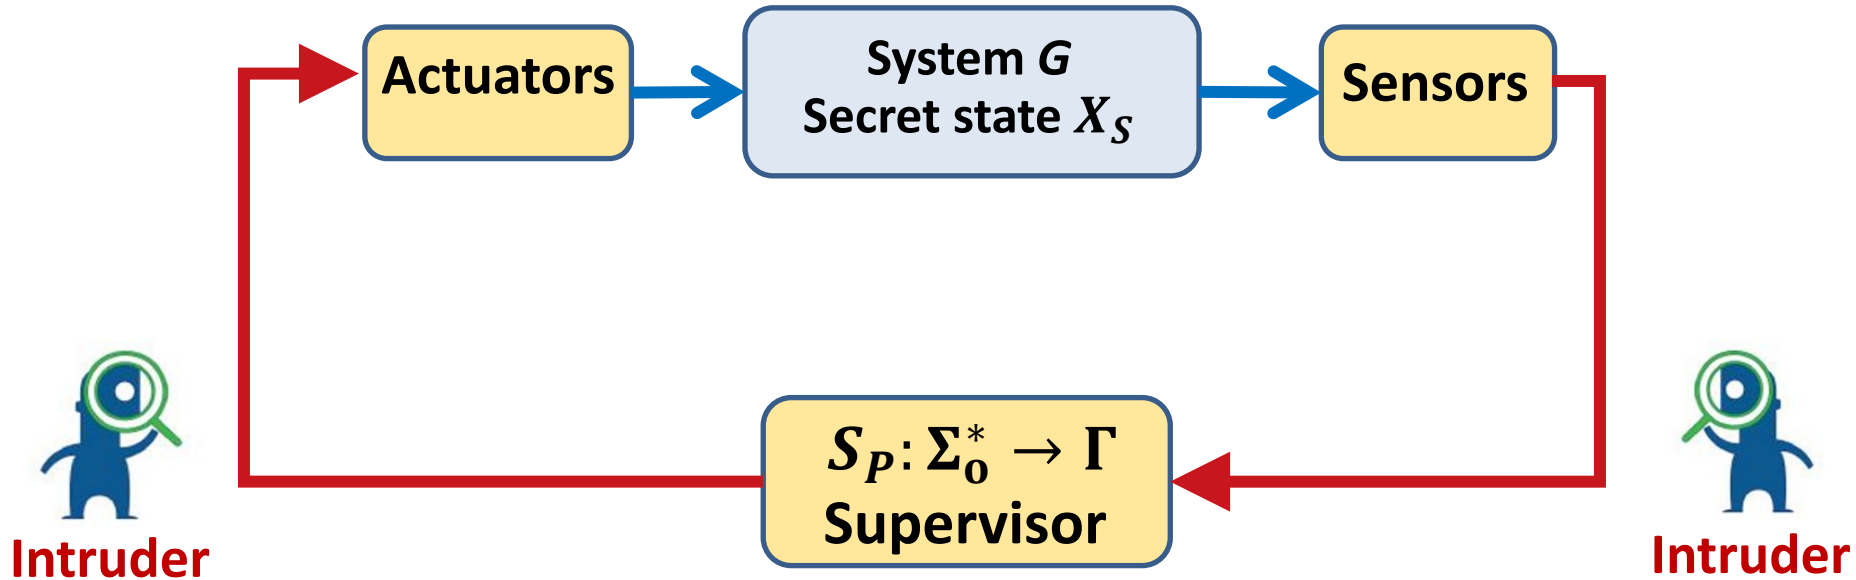 Actuators
System G
Secret state X_S
Sensors
S_P: Σ_o^* → Γ
Supervisor
Intruder
Intruder